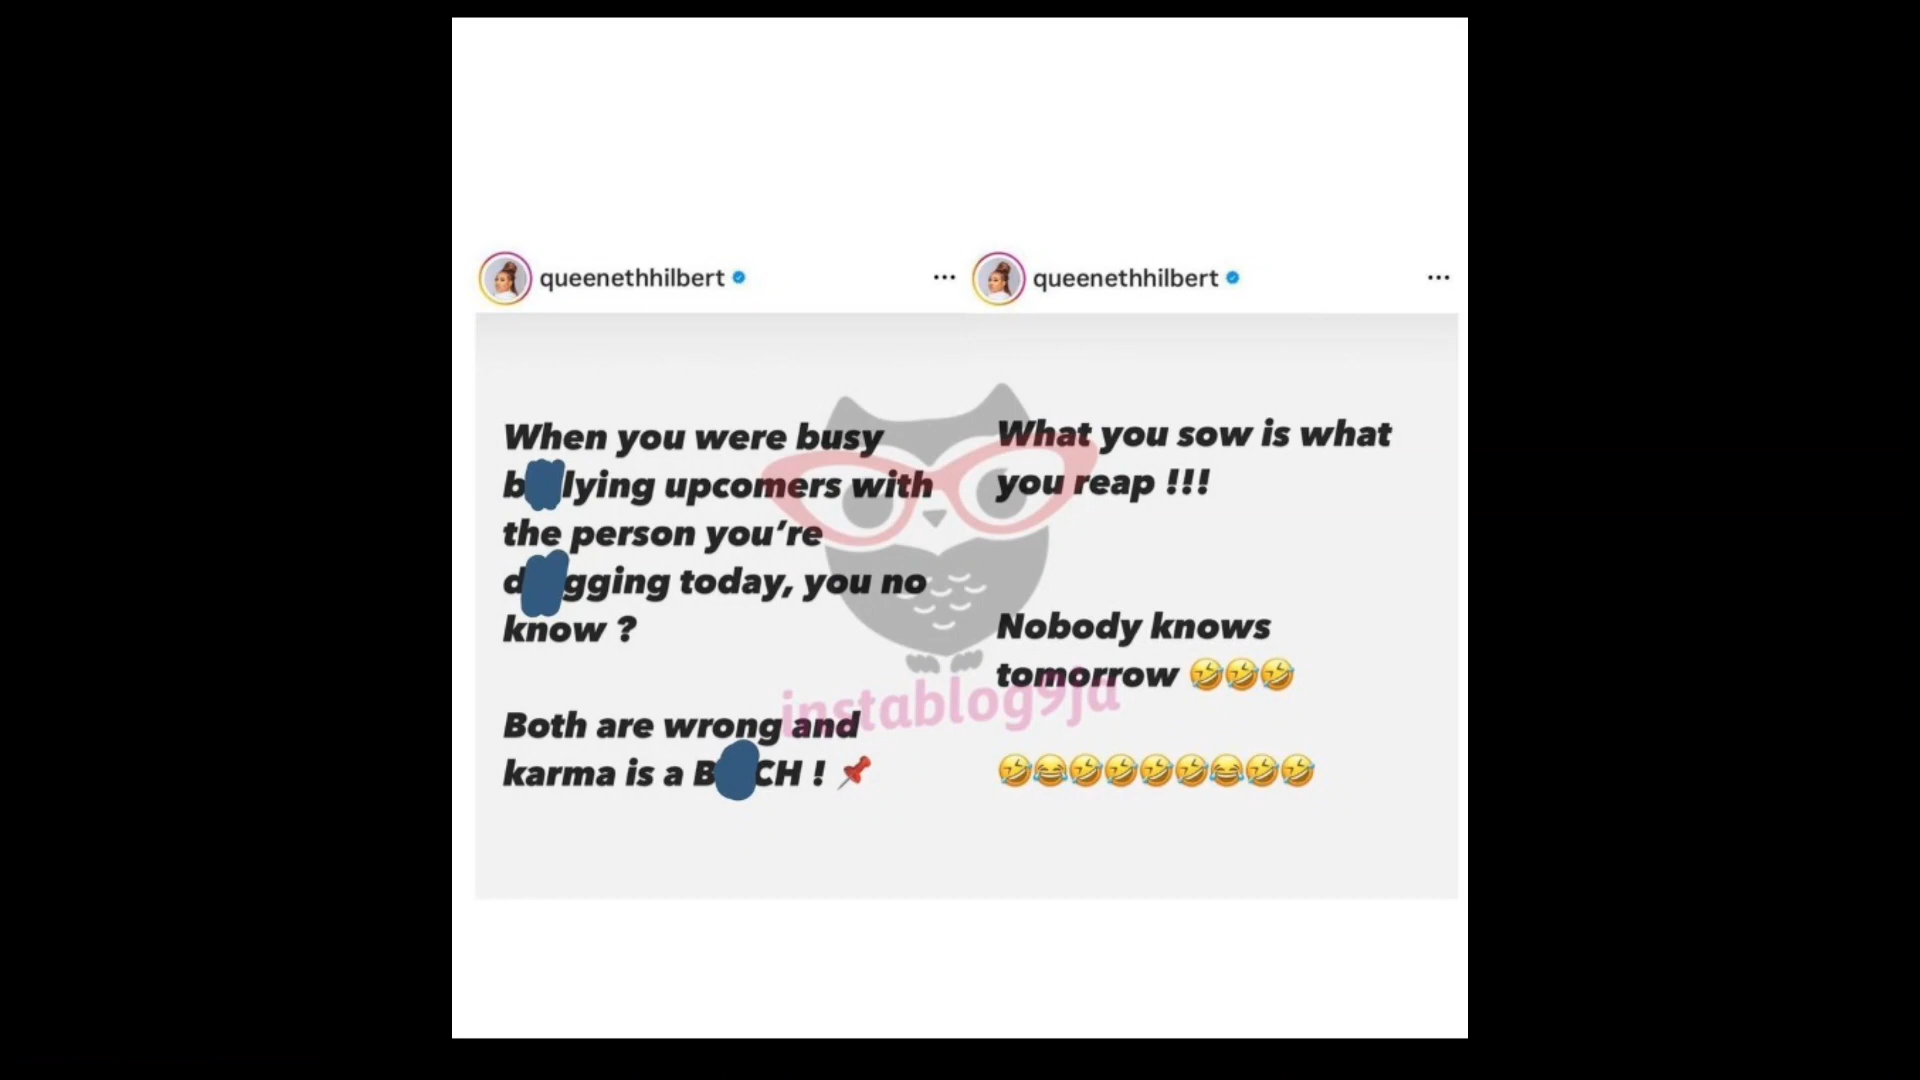 queenethhilbert
When you were busy
b lying upcomers with
the person you're
d gging today, you no
know ?
Both are wrong and
karma is a B CH ! 📌
queenethhilbert
What you sow is what
you reap !!!
Nobody knows
tomorrow 🤣🤣🤣
🤣😂🤣🤣🤣🤣😂🤣🤣
instablog9ja